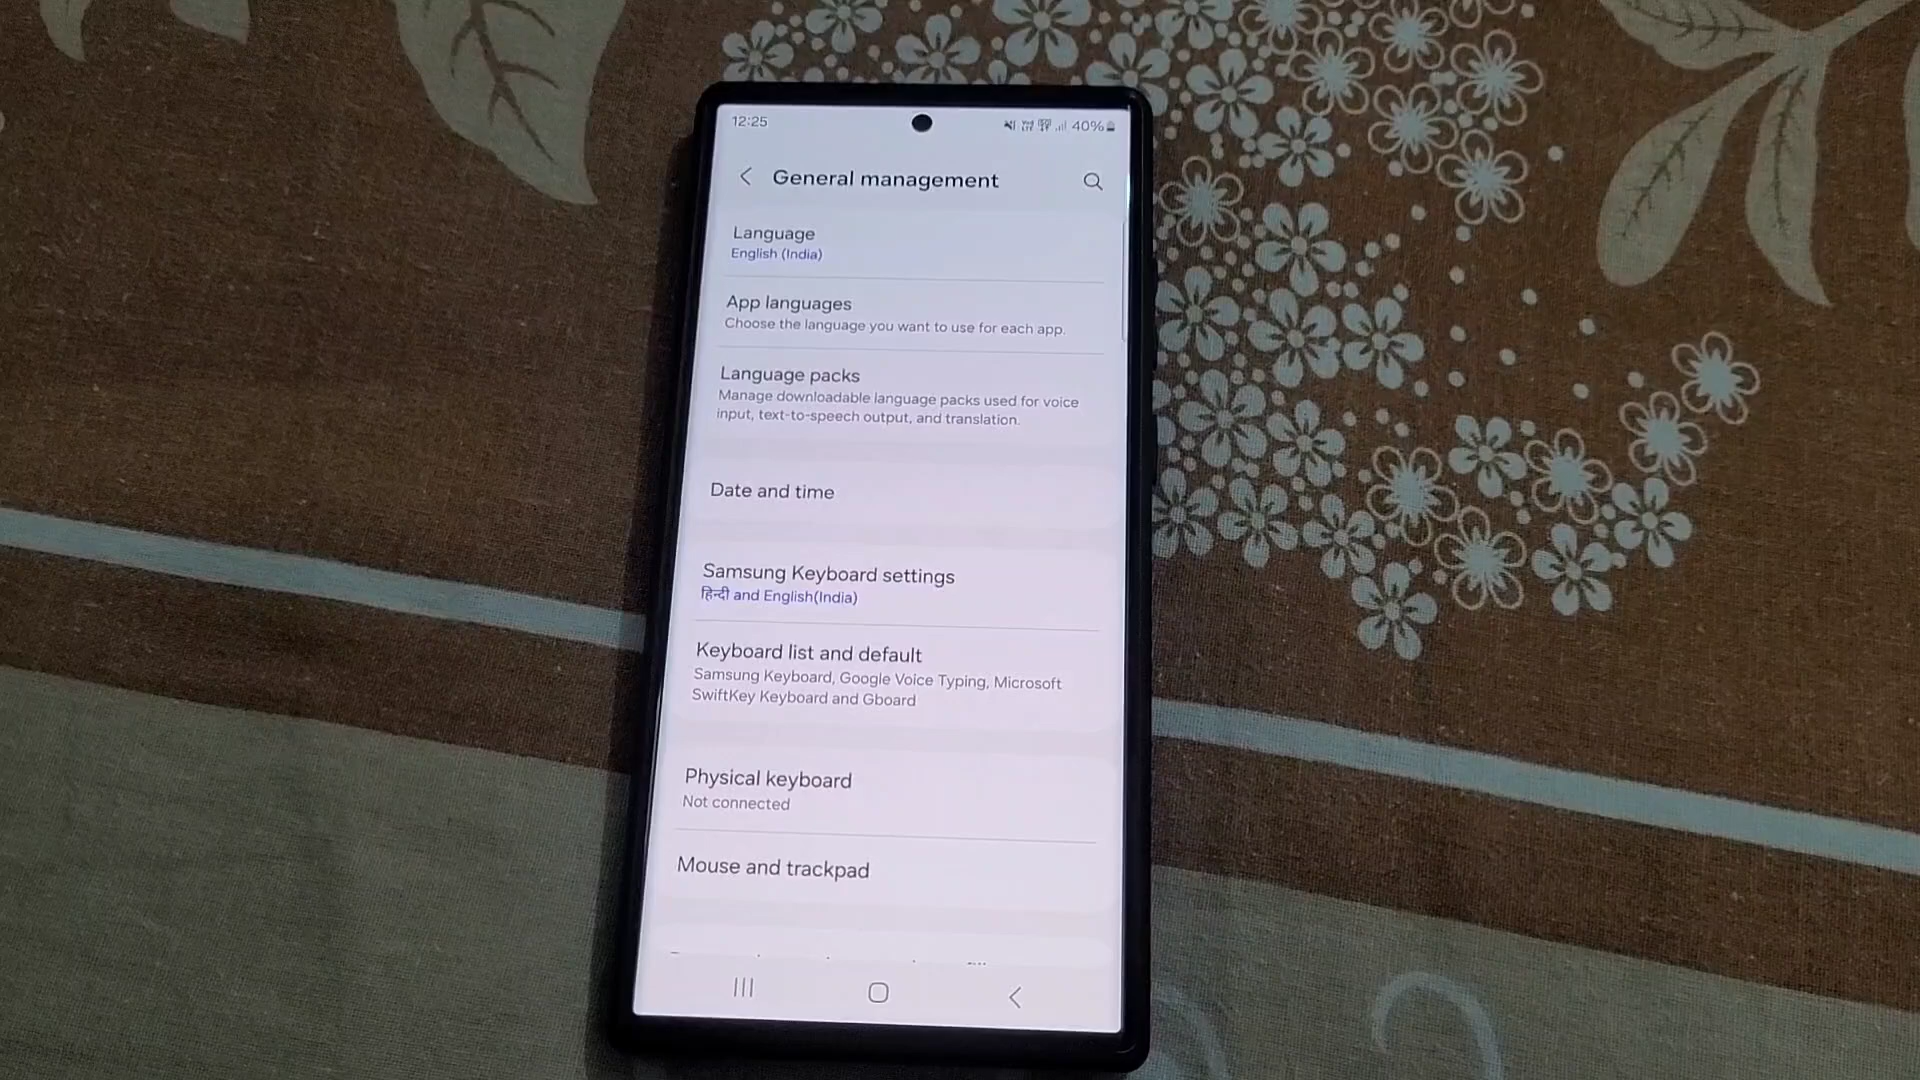 12:25
40%
General management
Language
English (India)
App languages
Choose the language you want to use for each app.
Language packs
Manage downloadable language packs used for voice
input, text-to-speech output, and translation.
Date and time
Samsung Keyboard settings
हिन्दी and English(India)
Keyboard list and default
Samsung Keyboard, Google Voice Typing, Microsoft
SwiftKey Keyboard and Gboard
Physical keyboard
Not connected
Mouse and trackpad